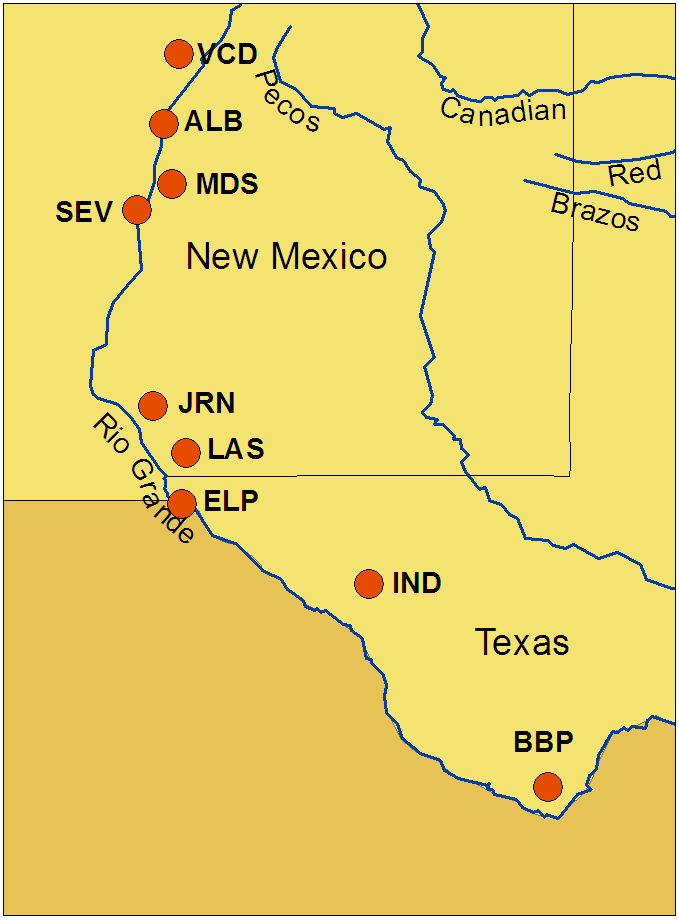 VCD
Pecos
Canadian
ALB
Red
MDS
SEV
Brazos
New Mexico
JRN
Rio Grande
LAS
ELP
IND
Texas
BBP